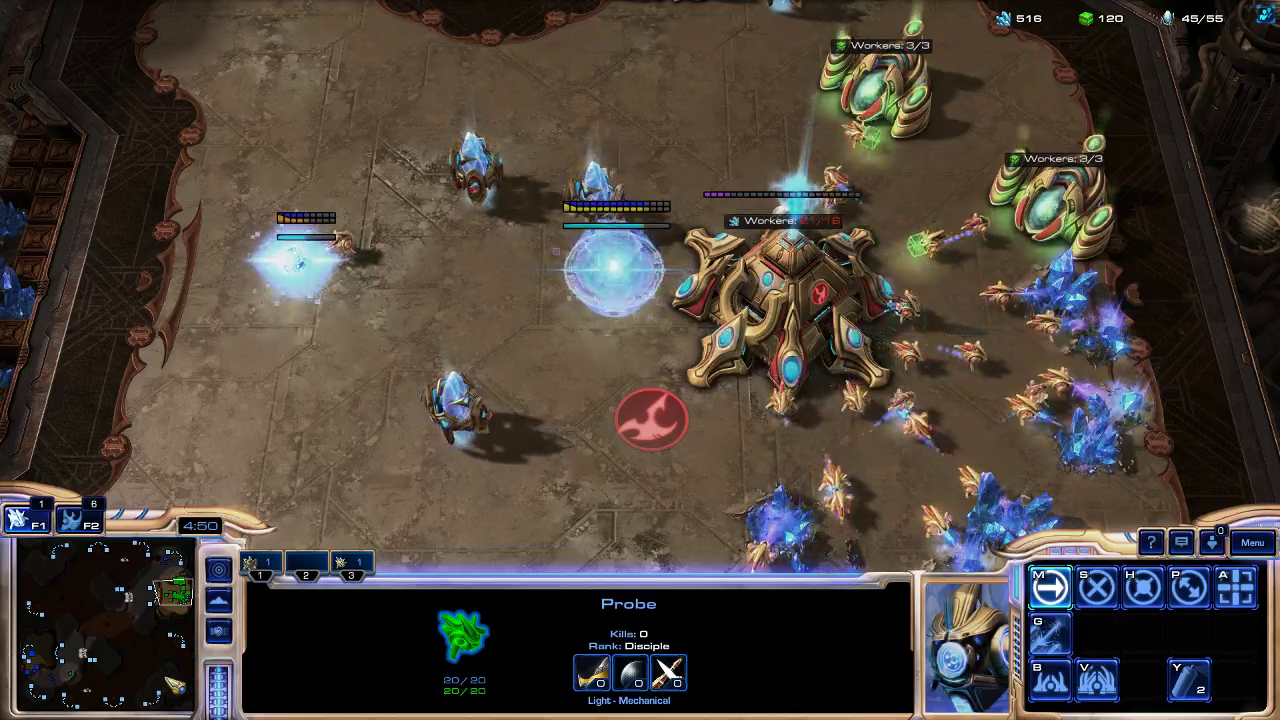 516 120 45/55
Workers: 3/3
Workers: 3/3
Workers: 21/16
1 6
F1 F2
4:50
0
? Menu
1 1
1 2 3
Probe
Kills: 0
Rank: Disciple
0 0 0
Light - Mechanical
20/20
20/20
M S H P A
G
B V Y
2